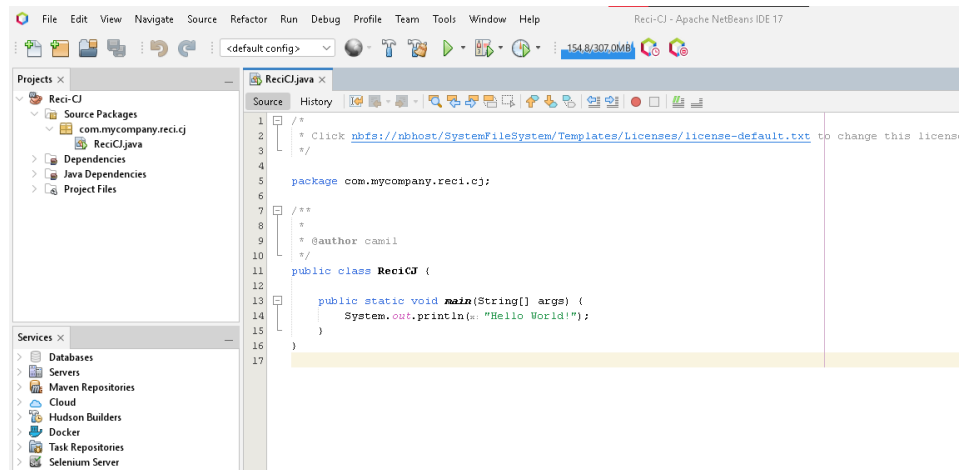 File Edit View Navigate Source Refactor Run Debug Profile Team Tools Window Help Reci-CJ - Apache NetBeans IDE 17
<default config> 154.8/307.0MB
Projects
Reci-CJ
Source Packages
com.mycompany.reci.cj
ReciCJ.java
Dependencies
Java Dependencies
Project Files
Services
Databases
Servers
Maven Repositories
Cloud
Hudson Builders
Docker
Task Repositories
Selenium Server
ReciCJ.java
Source History
1 /*
2 * Click nbfs://nbhost/SystemFileSystem/Templates/Licenses/license-default.txt to change this license
3 */
4
5 package com.mycompany.reci.cj;
6
7 /**
8 *
9 * @author camil
10 */
11 public class ReciCJ {
12
13 public static void main(String[] args) {
14 System.out.println(x: "Hello World!");
15 }
16 }
17